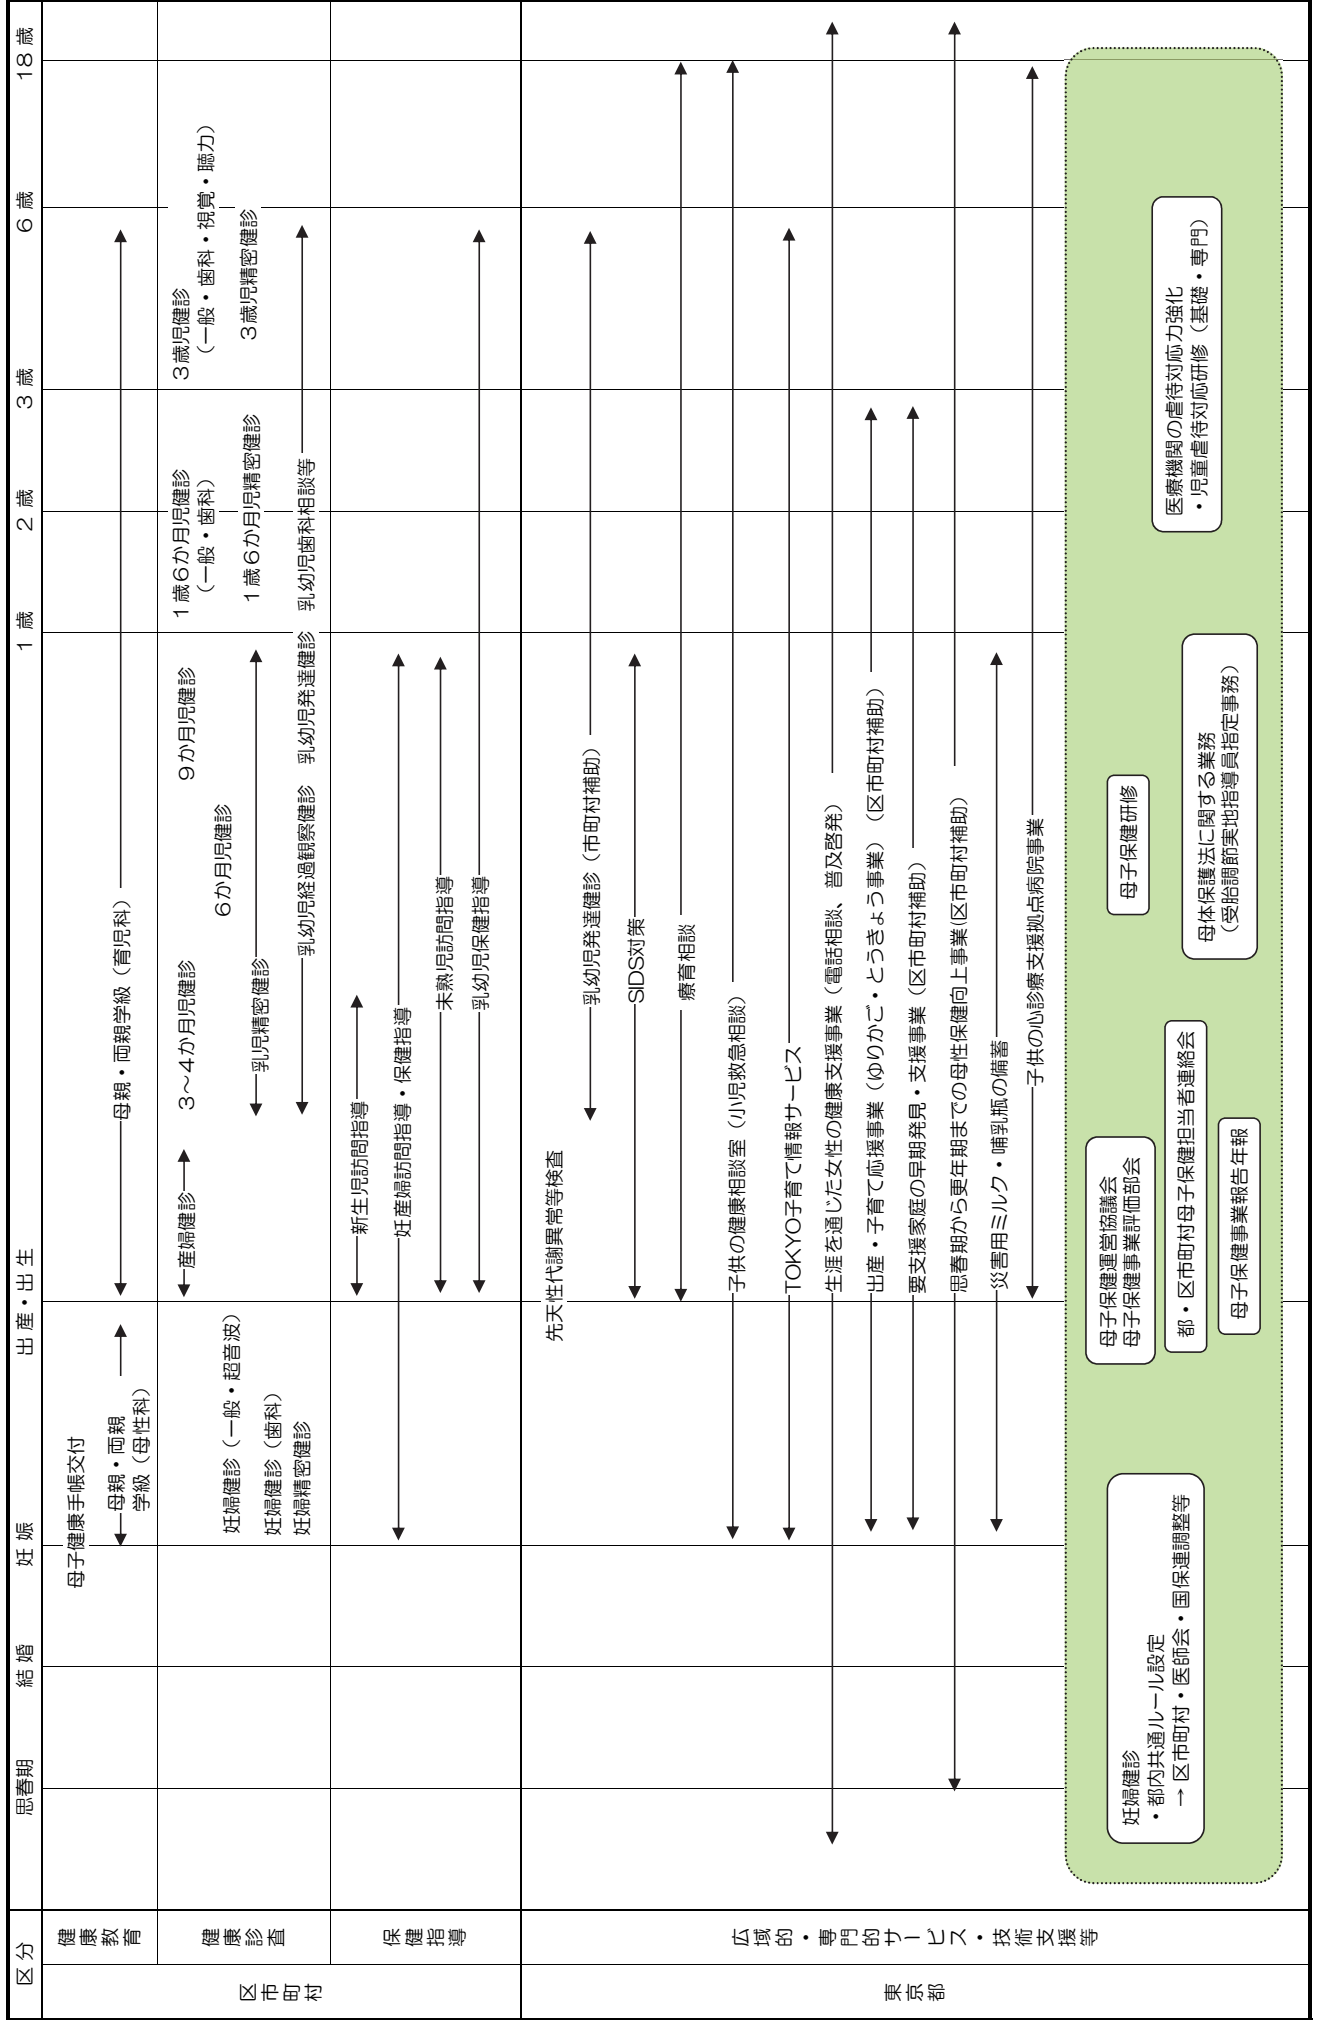 区分
思春期
結婚
妊娠
出産・出生
1歳
2歳
3歳
6歳
18歳
区市町村
健康教育
母子健康手帳交付
母親・両親
学級（母性科）
母親・両親学級（育児科）
健康診査
妊婦健診（一般・超音波）
妊婦健診（歯科）
妊婦精密健診
産婦健診
3～4か月児健診
6か月児健診
9か月児健診
1歳6か月児健診
（一般・歯科）
3歳児健診
（一般・歯科・視覚・聴力）
乳児精密健診
1歳6か月児精密健診
3歳児精密健診
乳幼児経過観察健診
乳幼児発達健診
乳幼児歯科相談等
保健指導
新生児訪問指導
妊産婦訪問指導・保健指導
未熟児訪問指導
乳幼児保健指導
東京都
広域的・専門的サービス・技術支援等
先天性代謝異常等検査
乳幼児発達健診（市町村補助）
SIDS対策
療育相談
子供の健康相談室（小児救急相談）
TOKYO子育て情報サービス
生涯を通じた女性の健康支援事業（電話相談、普及啓発）
出産・子育て応援事業（ゆりかご・とうきょう事業）（区市町村補助）
要支援家庭の早期発見・支援事業（区市町村補助）
思春期から更年期までの母性保健向上事業(区市町村補助)
災害用ミルク・哺乳瓶の備蓄
子供の心診療支援拠点病院事業
妊婦健診
・都内共通ルール設定
→ 区市町村・医師会・国保連調整等
母子保健運営協議会
母子保健事業評価部会
都・区市町村母子保健担当者連絡会
母子保健事業報告年報
母子保健研修
母体保護法に関する業務
（受胎調節実地指導員指定事務）
医療機関の虐待対応力強化
・児童虐待対応研修（基礎・専門）